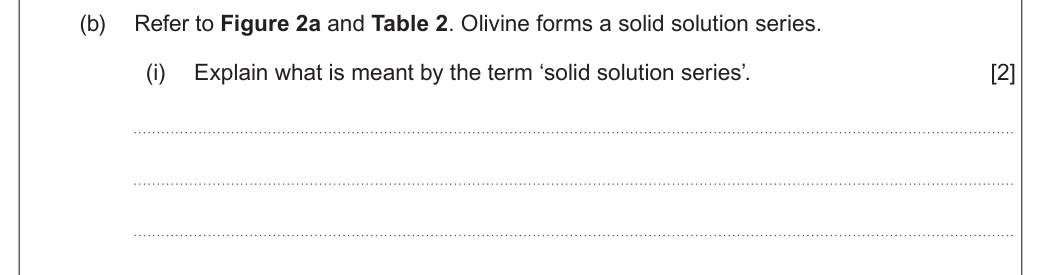 (b) Refer to Figure 2a and Table 2. Olivine forms a solid solution series.
(i) Explain what is meant by the term ‘solid solution series’. [2]